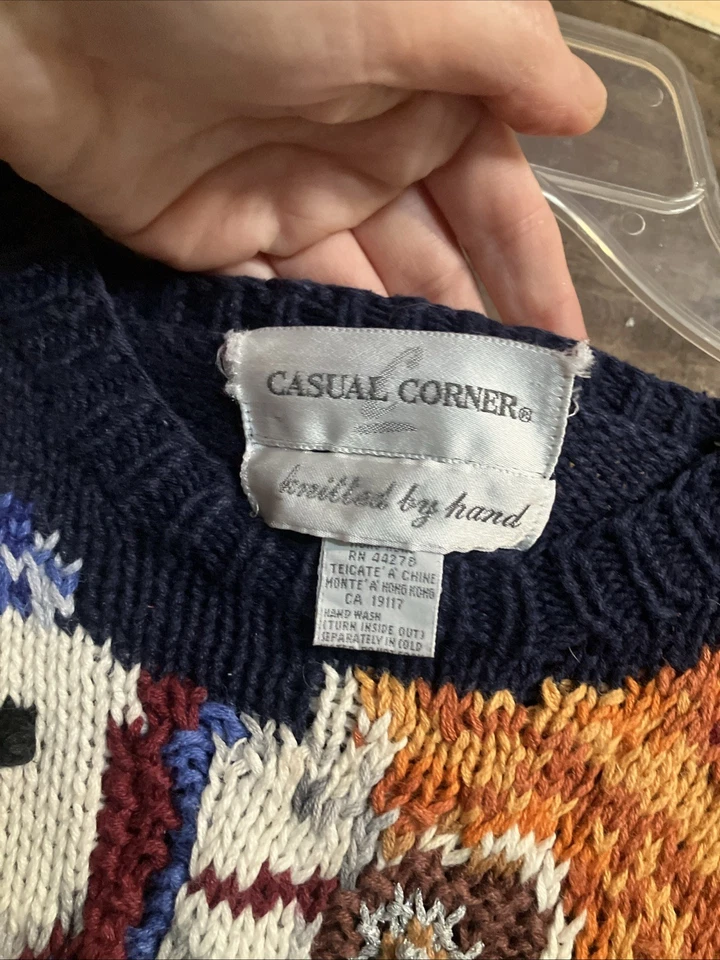 CASUAL CORNER®
knitted by hand
RN 44278
TEICATE' A' CHINE
MONTE' A' HONG KONG
CA 19117
HAND WASH
(TURN INSIDE OUT)
SEPARATELY IN COLD